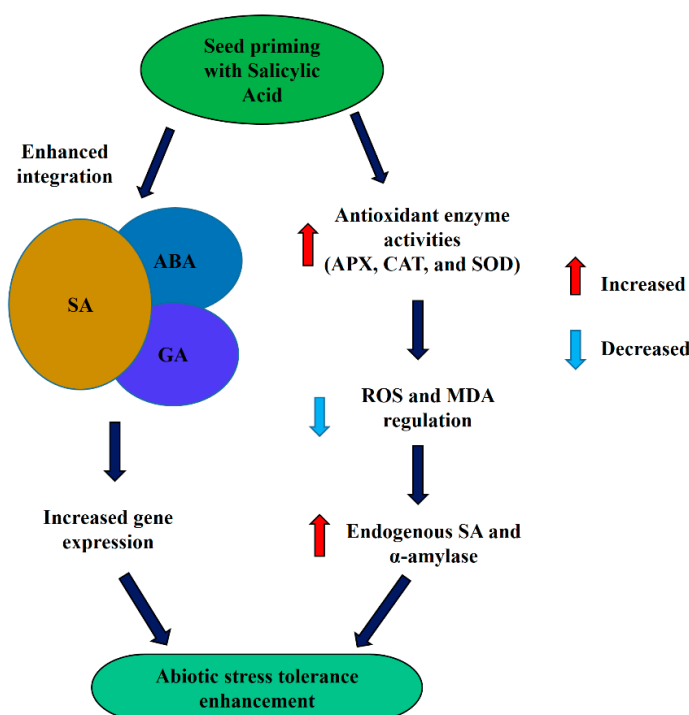 Seed priming
with Salicylic
Acid
Enhanced
integration
ABA
SA
GA
Increased gene
expression
Antioxidant enzyme
activities
(APX, CAT, and SOD)
ROS and MDA
regulation
Endogenous SA and
α-amylase
Increased
Decreased
Abiotic stress tolerance
enhancement